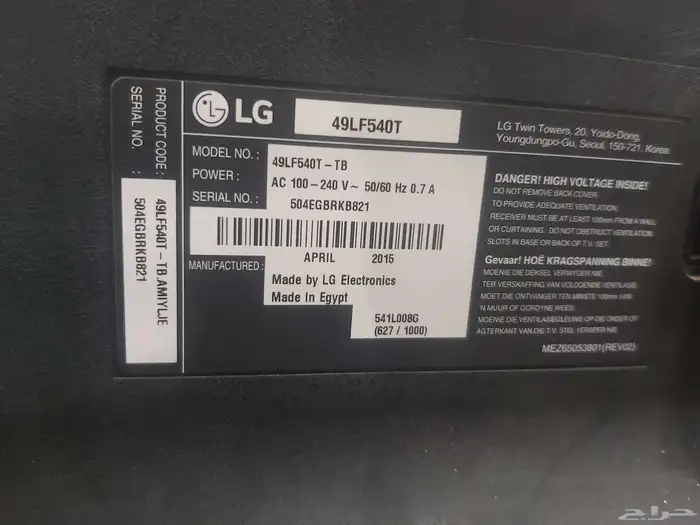 LG
49LF540T
LG Twin Towers, 20, Yoido-Dong,
Youngdungpo-Gu, Seoul, 150-721, Korea.
PRODUCT CODE : 49LF540T-TB.AMIYLJE
SERIAL NO. : 504EGBRKB821
MODEL NO. : 49LF540T-TB
POWER : AC 100-240 V~ 50/60 Hz 0.7 A
SERIAL NO. : 504EGBRKB821
APRIL 2015
MANUFACTURED : Made by LG Electronics
Made In Egypt
541L008G
(627 / 1000)
DANGER! HIGH VOLTAGE INSIDE!
DO NOT REMOVE BACK COVER.
TO PROVIDE ADEQUATE VENTILATION,
RECEIVER MUST BE AT LEAST 100mm FROM A WALL
OR CURTAINING. DO NOT OBSTRUCT VENTILATION
SLOTS IN BASE OR BACK OF T.V. SET.
Gevaar! HOË KRAGSPANNING BINNE!
MOENIE DIE DEKSEL VERWYDER NIE.
TER VERSKAFFING VAN VOLDOENDE VENTILASIE
MOET DIE ONTVANGER TEN MINSTE 100mm VAN
'N MUUR OF GORDYNE WEES.
MOENIE DIE VENTILASIEGLEUWE OP DIE ONDER OF
AGTERKANT VAN DIE T.V. STEL VERSPER NIE.
MEZ65053801(REV02)
حراج